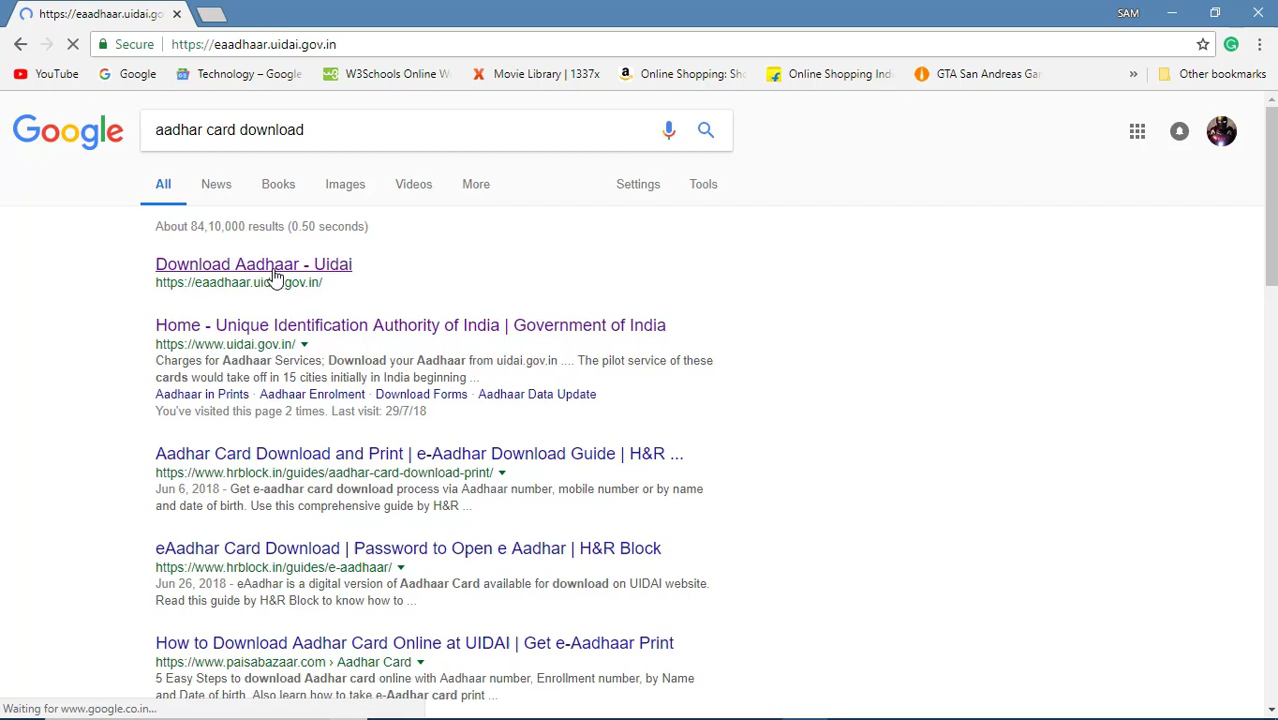 https://eaadhaar.uidai.go
SAM
Secure
https://eaadhaar.uidai.gov.in
YouTube
Google
Technology – Google
W3Schools Online W
Movie Library | 1337x
Online Shopping: Sho
Online Shopping Indi
GTA San Andreas Gar
»
Other bookmarks
Google
aadhar card download
All
News
Books
Images
Videos
More
Settings
Tools
About 84,10,000 results (0.50 seconds)
Download Aadhaar - Uidai
https://eaadhaar.uidai.gov.in/
Home - Unique Identification Authority of India | Government of India
https://www.uidai.gov.in/
Charges for Aadhaar Services; Download your Aadhaar from uidai.gov.in .... The pilot service of these
cards would take off in 15 cities initially in India beginning ...
Aadhaar in Prints · Aadhaar Enrolment · Download Forms · Aadhaar Data Update
You've visited this page 2 times. Last visit: 29/7/18
Aadhar Card Download and Print | e-Aadhar Download Guide | H&R ...
https://www.hrblock.in/guides/aadhar-card-download-print/
Jun 6, 2018 - Get e-aadhar card download process via Aadhaar number, mobile number or by name
and date of birth. Use this comprehensive guide by H&R ...
eAadhar Card Download | Password to Open e Aadhar | H&R Block
https://www.hrblock.in/guides/e-aadhaar/
Jun 26, 2018 - eAadhar is a digital version of Aadhaar Card available for download on UIDAI website.
Read this guide by H&R Block to know how to ...
How to Download Aadhar Card Online at UIDAI | Get e-Aadhaar Print
https://www.paisabazaar.com › Aadhar Card
5 Easy Steps to download Aadhar card online with Aadhaar number, Enrollment number, by Name
and Date of birth. Also learn how to take e-Aadhar card print ...
Waiting for www.google.co.in...